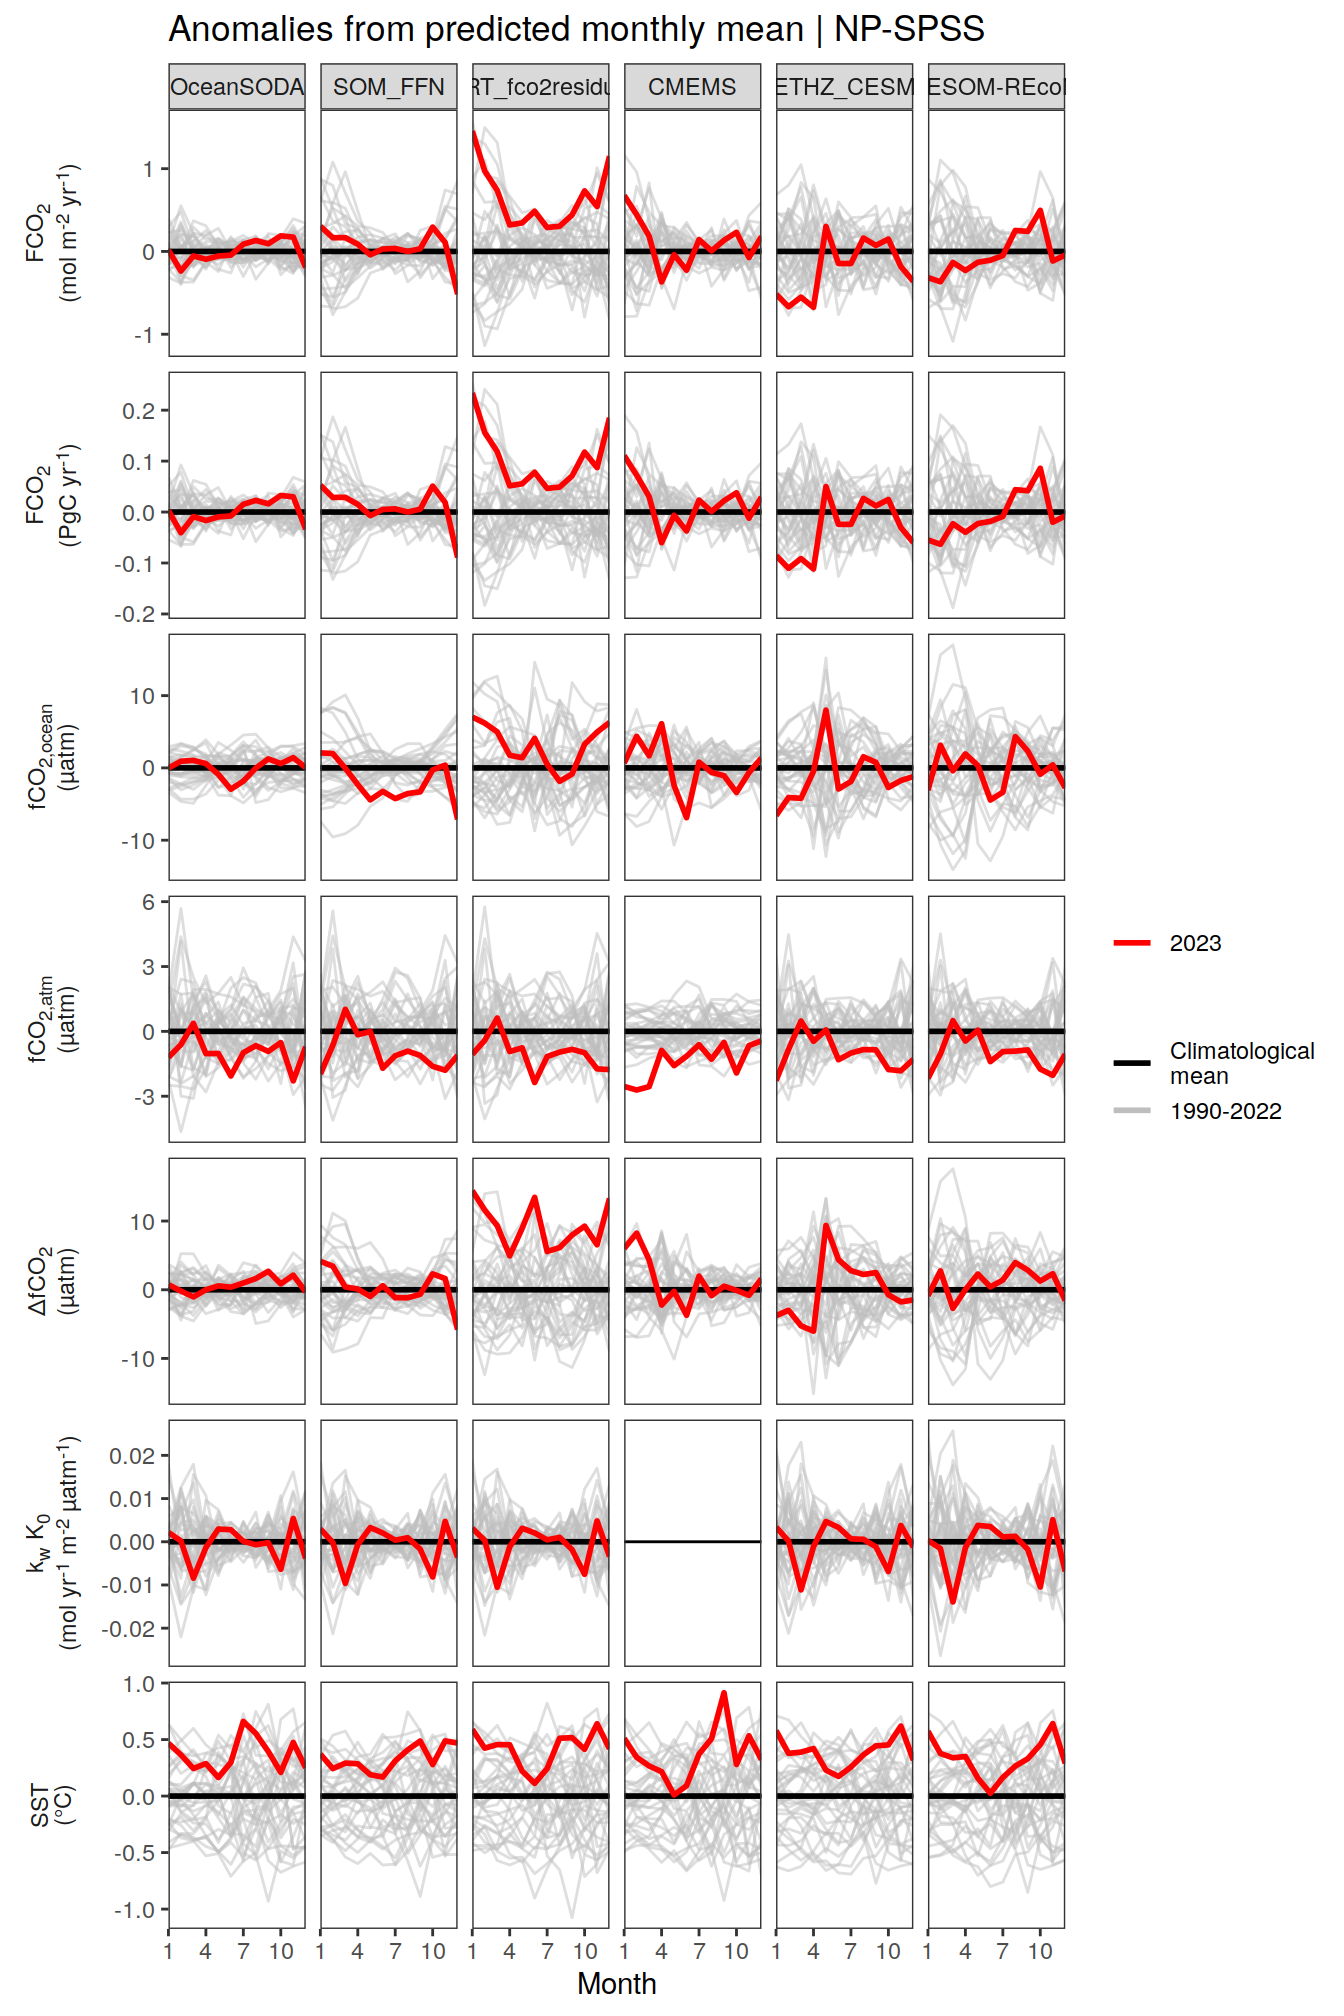 Anomalies from predicted monthly mean | NP-SPSS
OceanSODA SOM_FFN RT_fco2residu CMEMS ETHZ_CESM ESOM-REcoI
FCO2
(mol m-2 yr-1)
1
0
-1
FCO2
(PgC yr-1)
0.2
0.1
0.0
-0.1
-0.2
fCO2,ocean
(µatm)
10
0
-10
fCO2,atm
(µatm)
6
3
0
-3
ΔfCO2
(µatm)
10
0
-10
kw K0
(mol yr-1 m-2 µatm-1)
0.02
0.01
0.00
-0.01
-0.02
SST
(°C)
1.0
0.5
0.0
-0.5
-1.0
1 4 7 10 1 4 7 10 1 4 7 10 1 4 7 10 1 4 7 10 1 4 7 10
Month
2023
Climatological
mean
1990-2022